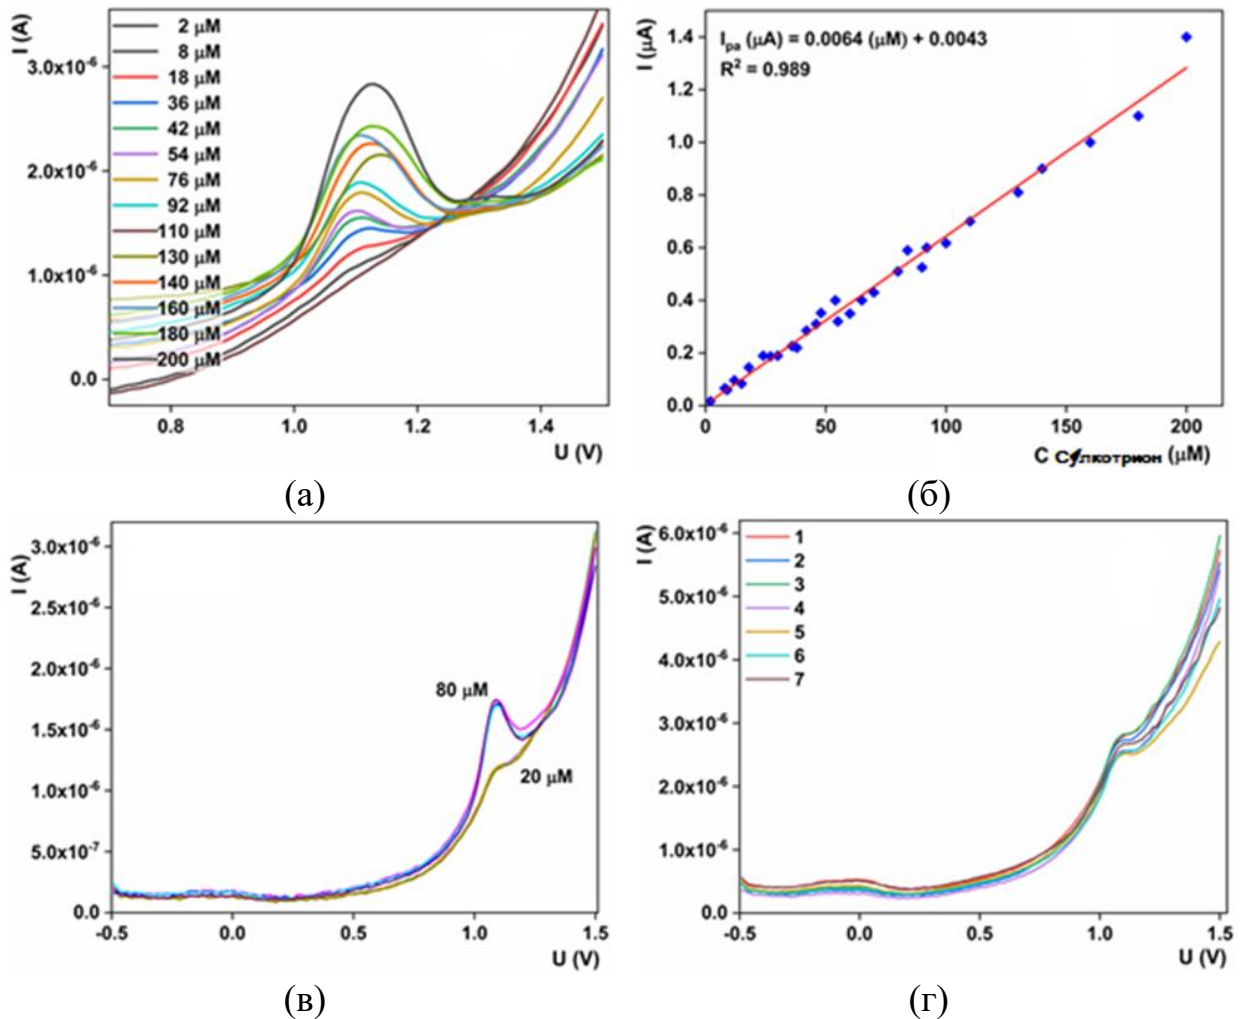 I (A)
2 μM
8 μM
18 μM
36 μM
42 μM
54 μM
76 μM
92 μM
110 μM
130 μM
140 μM
160 μM
180 μM
200 μM
3.0x10⁻⁶
2.0x10⁻⁶
1.0x10⁻⁶
0.0
0.8 1.0 1.2 1.4
U (V)
(а)
I (μA)
I_pa (μA) = 0.0064 (μM) + 0.0043
R² = 0.989
1.4
1.2
1.0
0.8
0.6
0.4
0.2
0.0
0 50 100 150 200
C Сулкотрион (μM)
(б)
I (A)
3.0x10⁻⁶
2.5x10⁻⁶
2.0x10⁻⁶
1.5x10⁻⁶
1.0x10⁻⁶
5.0x10⁻⁷
0.0
80 μM
20 μM
-0.5 0.0 0.5 1.0 1.5
U (V)
(в)
I (A)
6.0x10⁻⁶
5.0x10⁻⁶
4.0x10⁻⁶
3.0x10⁻⁶
2.0x10⁻⁶
1.0x10⁻⁶
0.0
1
2
3
4
5
6
7
-0.5 0.0 0.5 1.0 1.5
U (V)
(г)